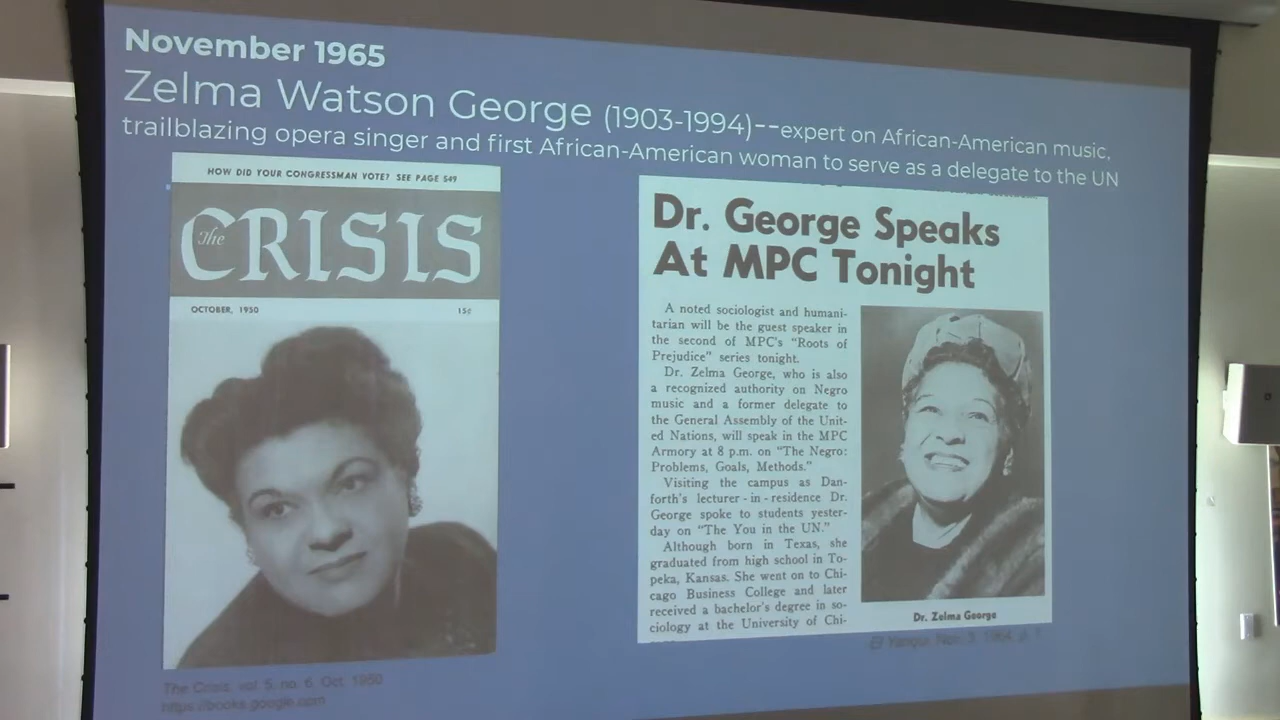 November 1965
Zelma Watson George (1903-1994)--expert on African-American music,
trailblazing opera singer and first African-American woman to serve as a delegate to the UN
HOW DID YOUR CONGRESSMAN VOTE? SEE PAGE 549
The CRISIS
OCTOBER, 1950
15¢
The Crisis, vol. 5, no. 6, Oct. 1950
https://books.google.com
Dr. George Speaks
At MPC Tonight
A noted sociologist and humani-
tarian will be the guest speaker in
the second of MPC's "Roots of
Prejudice" series tonight.
Dr. Zelma George, who is also
a recognized authority on Negro
music and a former delegate to
the General Assembly of the Unit-
ed Nations, will speak in the MPC
Armory at 8 p.m. on "The Negro:
Problems, Goals, Methods."
Visiting the campus as Dan-
forth's lecturer-in-residence Dr.
George spoke to students yester-
day on "The You in the UN."
Although born in Texas, she
graduated from high school in To-
peka, Kansas. She went on to Chi-
cago Business College and later
received a bachelor's degree in so-
ciology at the University of Chi-
Dr. Zelma George
El Yanqui, Nov. 3,